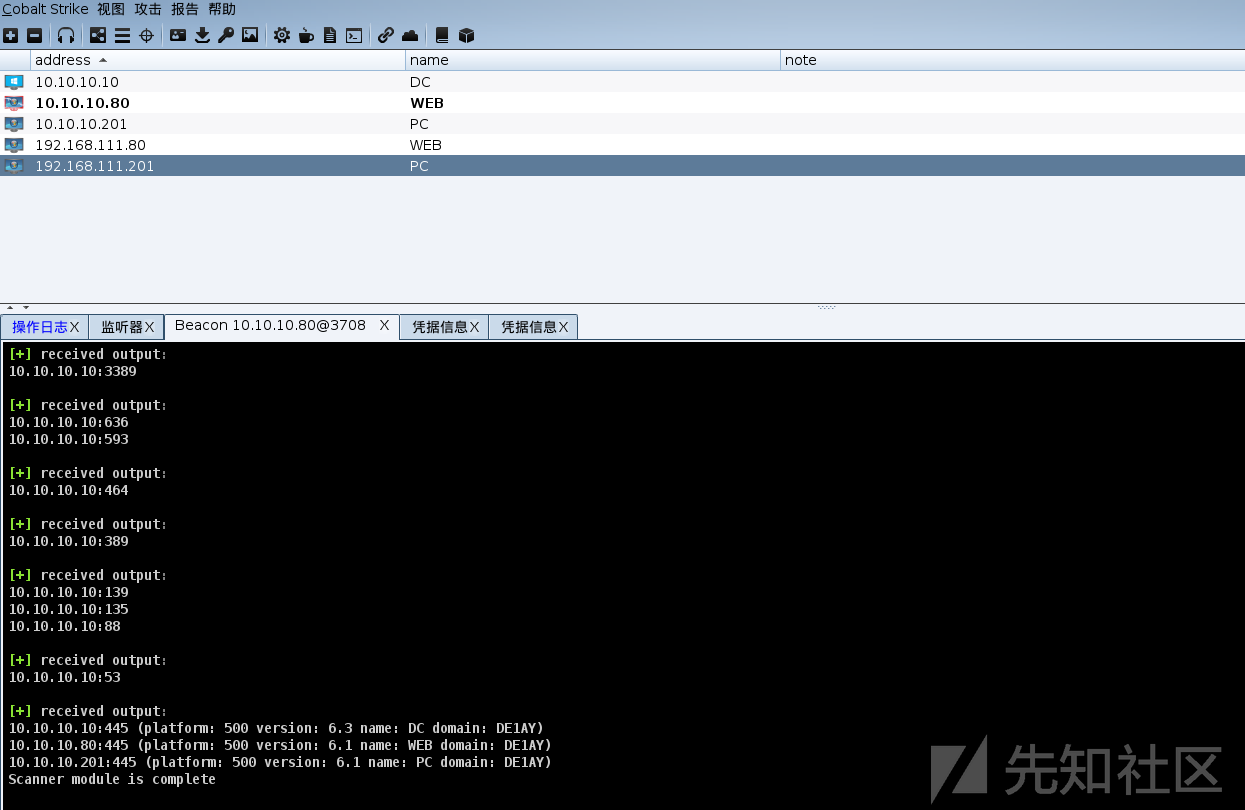 Cobalt Strike 视图 攻击 报告 帮助
address name note
10.10.10.10 DC
10.10.10.80 WEB
10.10.10.201 PC
192.168.111.80 WEB
192.168.111.201 PC
操作日志X 监听器X Beacon 10.10.10.80@3708 X 凭据信息X 凭据信息X
[+] received output:
10.10.10.10:3389
[+] received output:
10.10.10.10:636
10.10.10.10:593
[+] received output:
10.10.10.10:464
[+] received output:
10.10.10.10:389
[+] received output:
10.10.10.10:139
10.10.10.10:135
10.10.10.10:88
[+] received output:
10.10.10.10:53
[+] received output:
10.10.10.10:445 (platform: 500 version: 6.3 name: DC domain: DE1AY)
10.10.10.80:445 (platform: 500 version: 6.1 name: WEB domain: DE1AY)
10.10.10.201:445 (platform: 500 version: 6.1 name: PC domain: DE1AY)
Scanner module is complete
先知社区